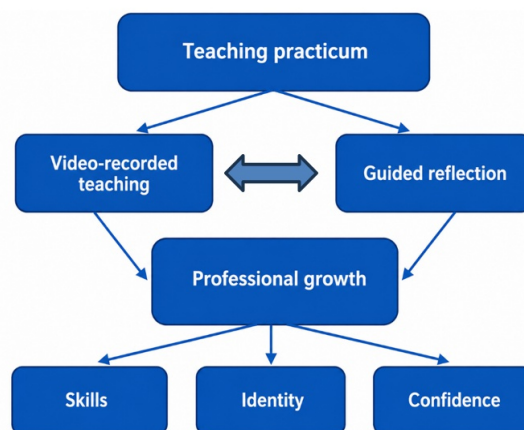 Teaching practicum
Video-recorded
teaching
Guided reflection
Professional growth
Skills
Identity
Confidence